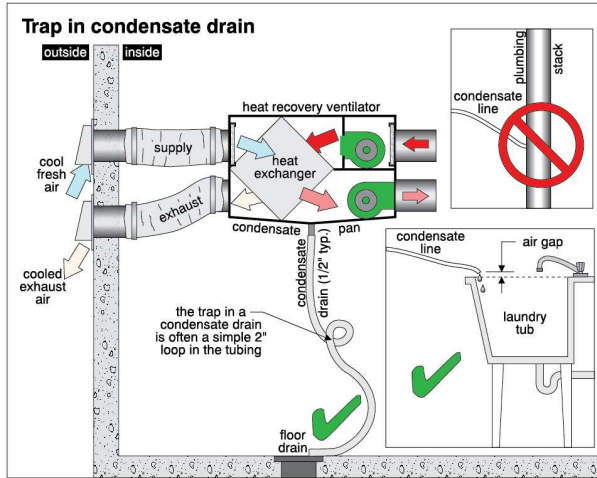 Trap in condensate drain
outside
inside
heat recovery ventilator
supply
heat
exchanger
cool
fresh
air
exhaust
condensate
pan
cooled
exhaust
air
condensate
drain (1/2" typ.)
the trap in a
condensate drain
is often a simple 2"
loop in the tubing
floor
drain
plumbing
stack
condensate
line
condensate
line
air gap
laundry
tub